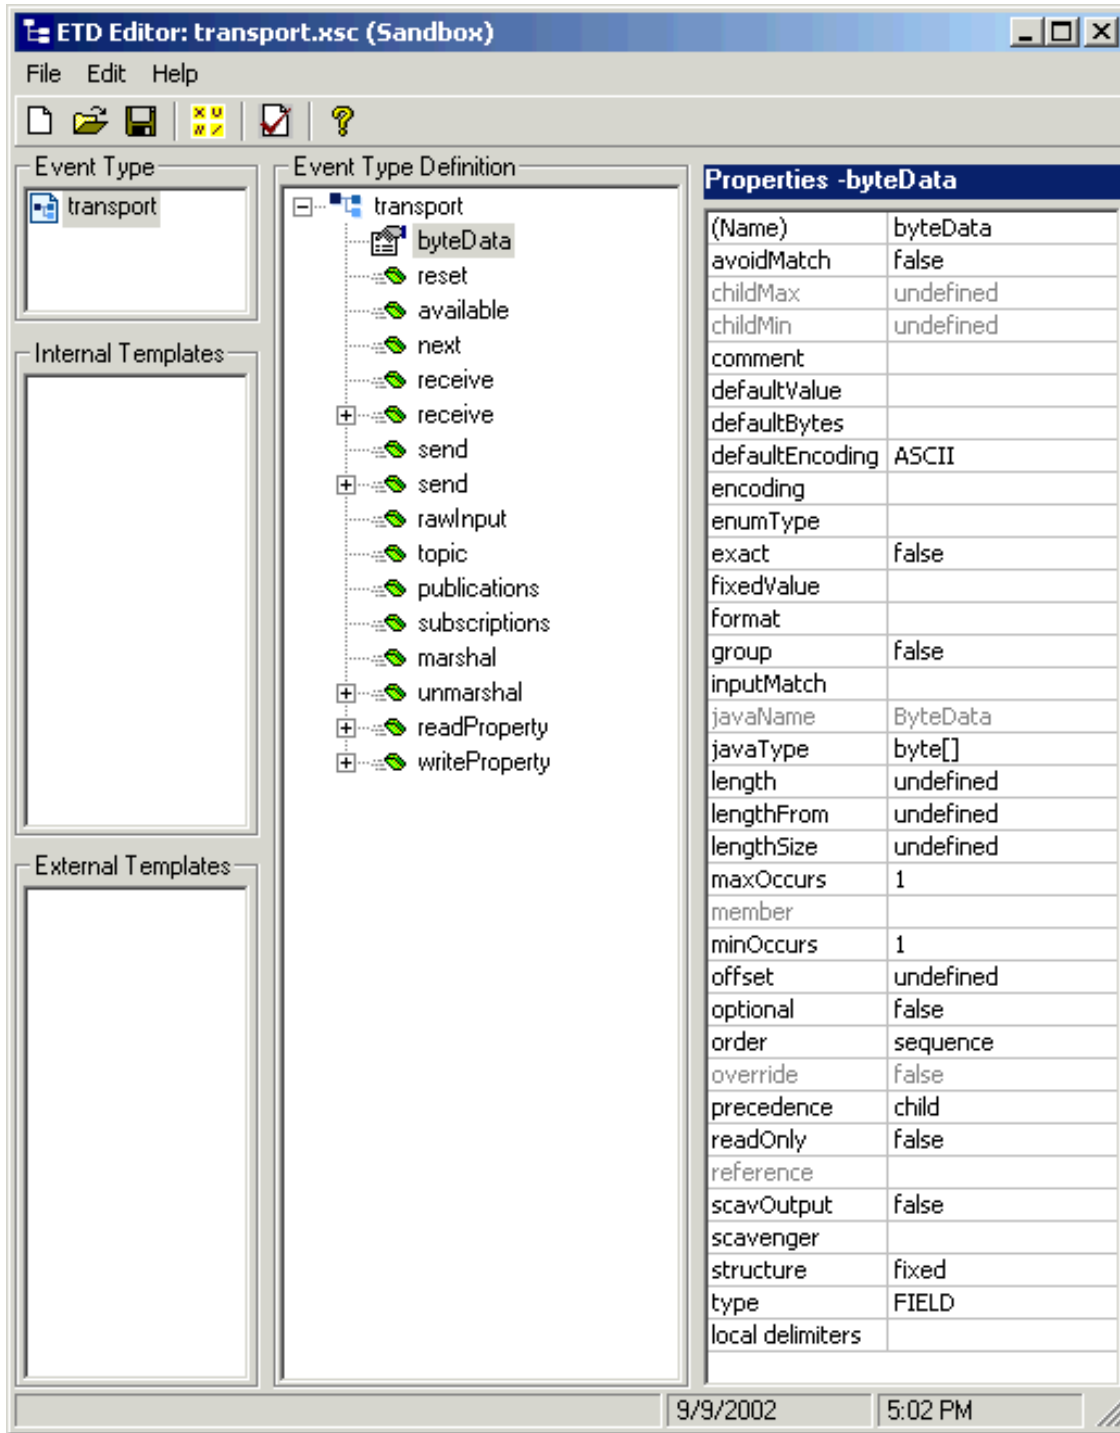 ETD Editor: transport.xsc (Sandbox)
File Edit Help
Event Type
transport
Internal Templates
External Templates
Event Type Definition
transport
byteData
reset
available
next
receive
receive
send
send
rawInput
topic
publications
subscriptions
marshal
unmarshal
readProperty
writeProperty
Properties -byteData
(Name) byteData
avoidMatch false
childMax undefined
childMin undefined
comment
defaultValue
defaultBytes
defaultEncoding ASCII
encoding
enumType
exact false
fixedValue
format
group false
inputMatch
javaName ByteData
javaType byte[]
length undefined
lengthFrom undefined
lengthSize undefined
maxOccurs 1
member
minOccurs 1
offset undefined
optional false
order sequence
override false
precedence child
readOnly false
reference
scavOutput false
scavenger
structure fixed
type FIELD
local delimiters
9/9/2002 5:02 PM